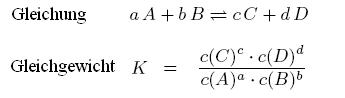 Gleichung a A + b B ⇌ c C + d D
Gleichgewicht K = c(C)^c · c(D)^d / c(A)^a · c(B)^b